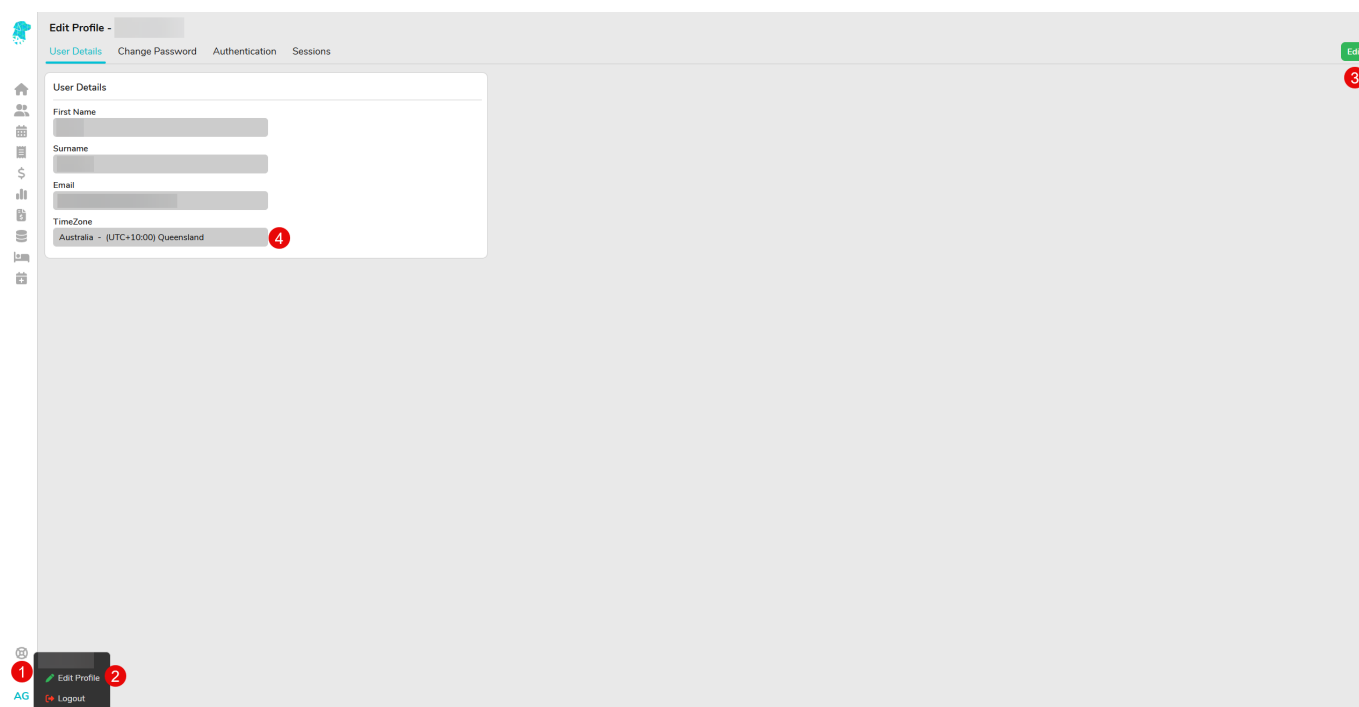 Edit Profile -
User Details Change Password Authentication Sessions
Edi
3
User Details
First Name
Surname
Email
TimeZone
Australia - (UTC+10:00) Queensland
4
1
Edit Profile
2
AG
Logout